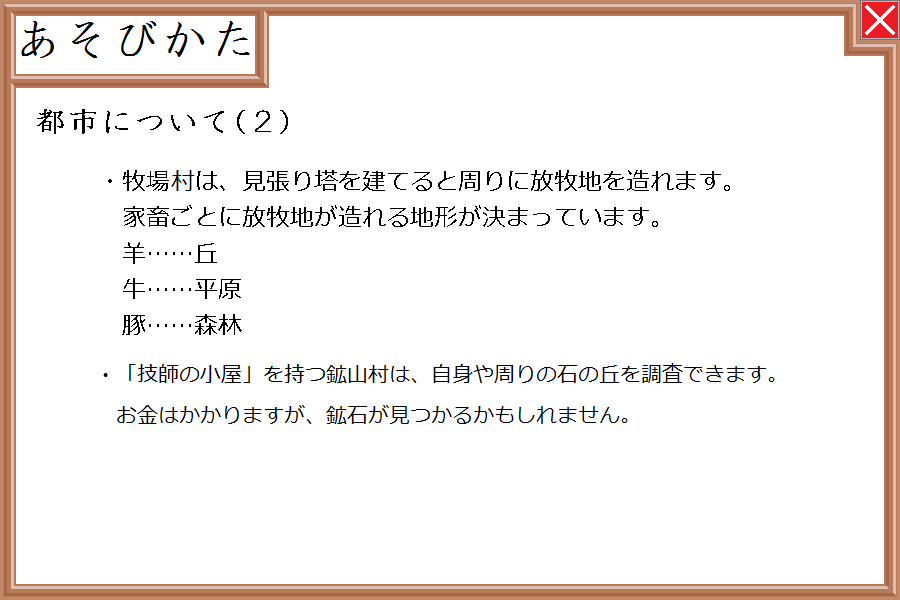 あそびかた
都市について(２)
・牧場村は、見張り塔を建てると周りに放牧地を造れます。
家畜ごとに放牧地が造れる地形が決まっています。
羊……丘
牛……平原
豚……森林
・「技師の小屋」を持つ鉱山村は、自身や周りの石の丘を調査できます。
お金はかかりますが、鉱石が見つかるかもしれません。